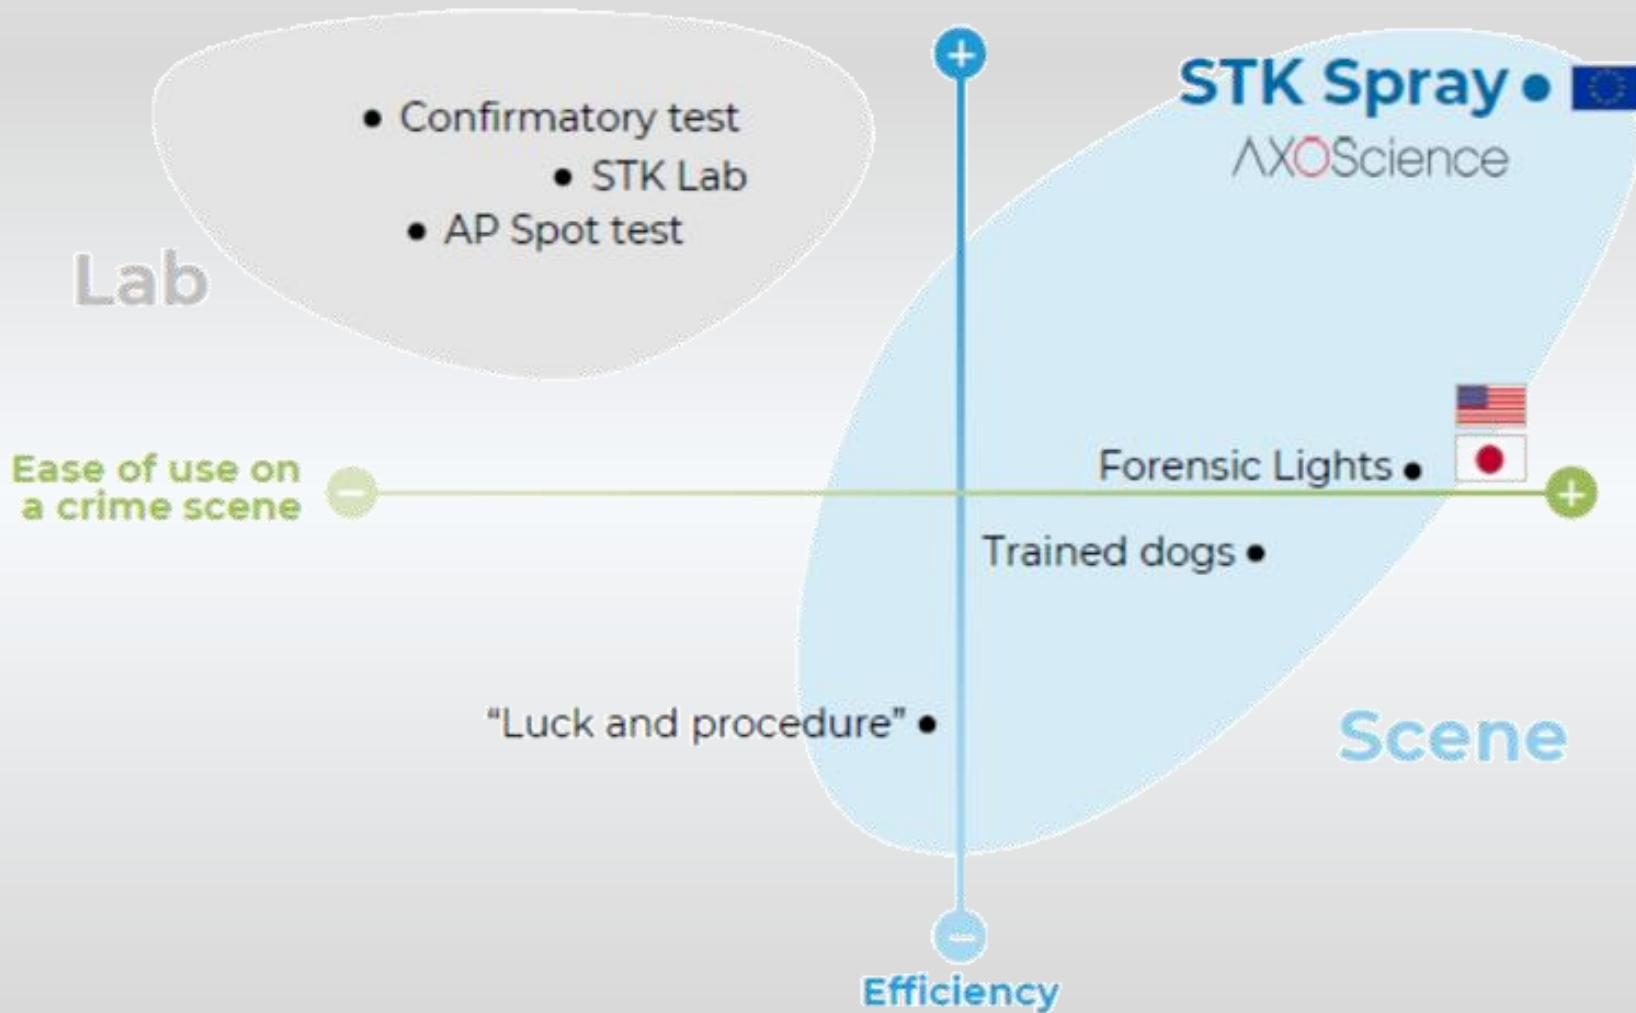 +
STK Spray
AXOScience
Confirmatory test
STK Lab
AP Spot test
Lab
Ease of use on
a crime scene
−
Forensic Lights
+
Trained dogs
“Luck and procedure”
Scene
−
Efficiency